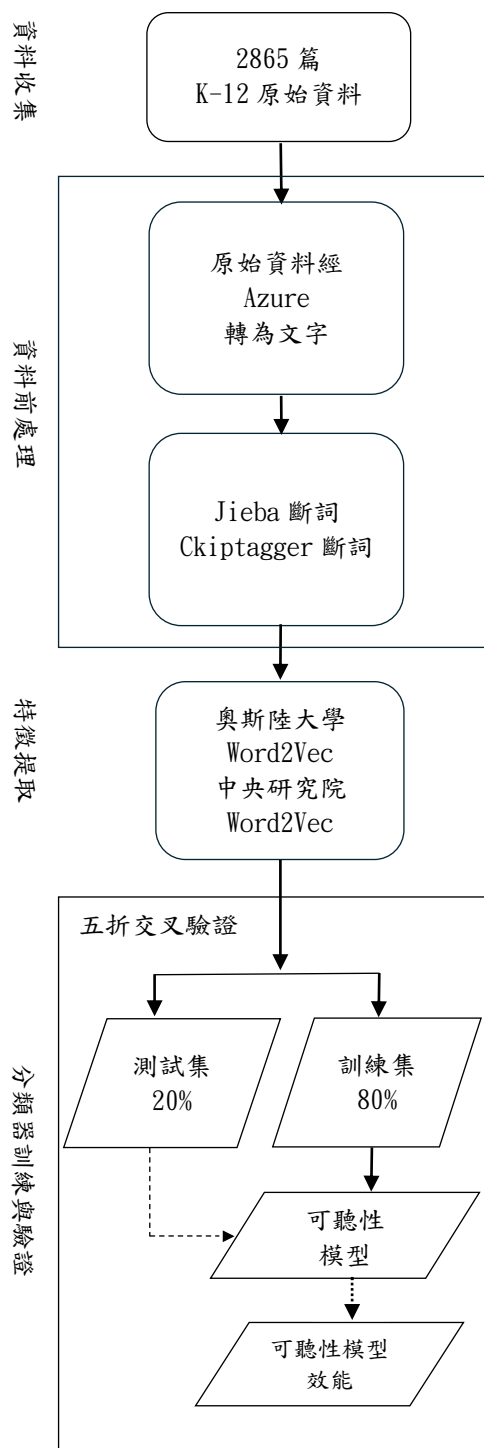 資料收集
2865 篇
K-12 原始資料
資料前處理
原始資料經
Azure
轉為文字
Jieba 斷詞
Ckiptagger 斷詞
特徵提取
奧斯陸大學
Word2Vec
中央研究院
Word2Vec
分類器訓練與驗證
五折交叉驗證
測試集
20%
訓練集
80%
可聽性
模型
可聽性模型
效能